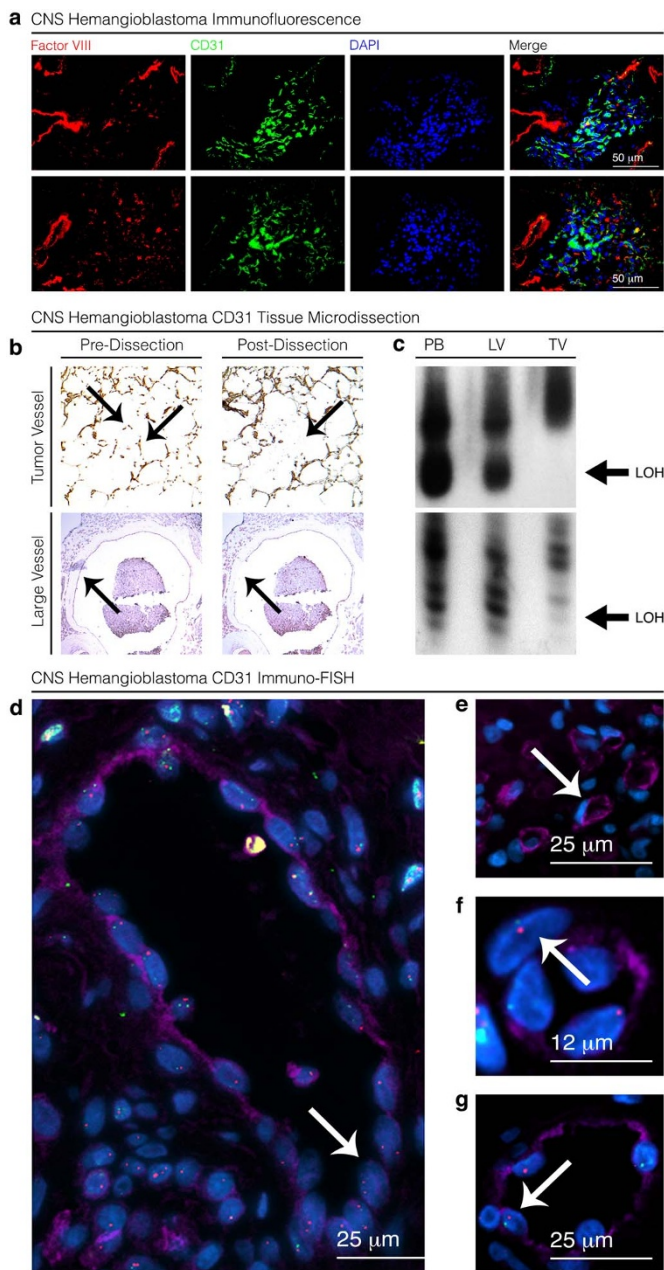 a CNS Hemangioblastoma Immunofluorescence
Factor VIII CD31 DAPI Merge
50 μm
50 μm
CNS Hemangioblastoma CD31 Tissue Microdissection
b Pre-Dissection Post-Dissection c PB LV TV
Tumor Vessel
LOH
Large Vessel
LOH
CNS Hemangioblastoma CD31 Immuno-FISH
d
25 μm
e
25 μm
f
12 μm
g
25 μm